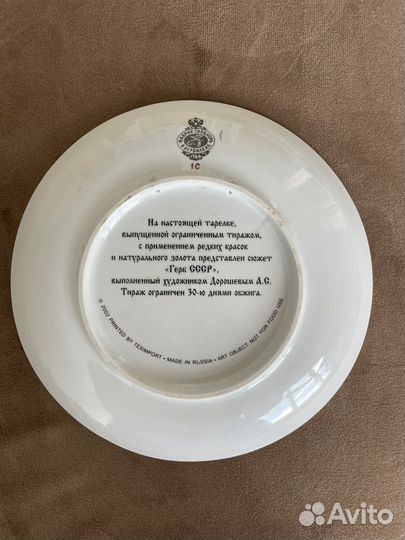 1С
На настоящей тарелке,
выпущенной ограниченным тиражом,
с применением редких красок
и натурального золота представлен сюжет
«Герб СССР»,
выполненный художником Дорошевым А.С.
Тираж ограничен 30-ю днями обжига.
© 2002 PRINTED BY TEXIMPORT • MADE IN RUSSIA • ART OBJECT NOT FOR FOOD USE
Avito